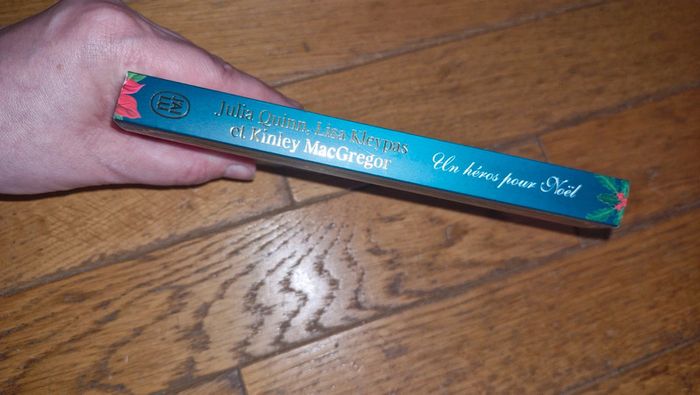 J'AI
LU
Julia Quinn, Lisa Kleypas
et Kinley MacGregor
Un héros pour Noël